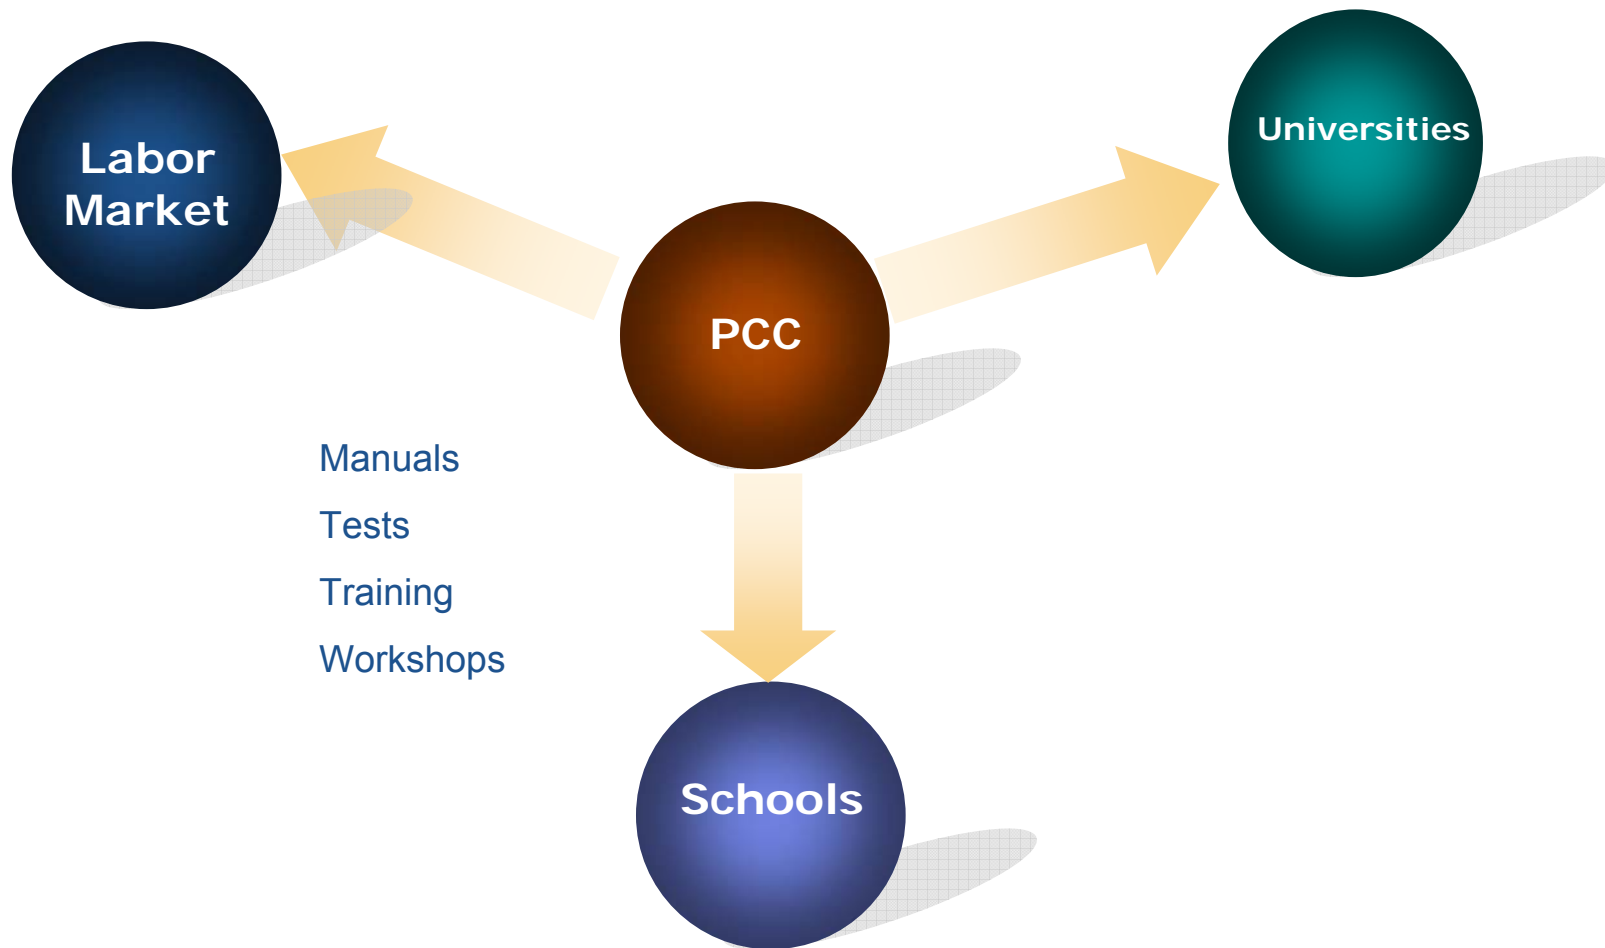 Universities
Labor
Market
PCC
Manuals
Tests
Training
Workshops
Schools